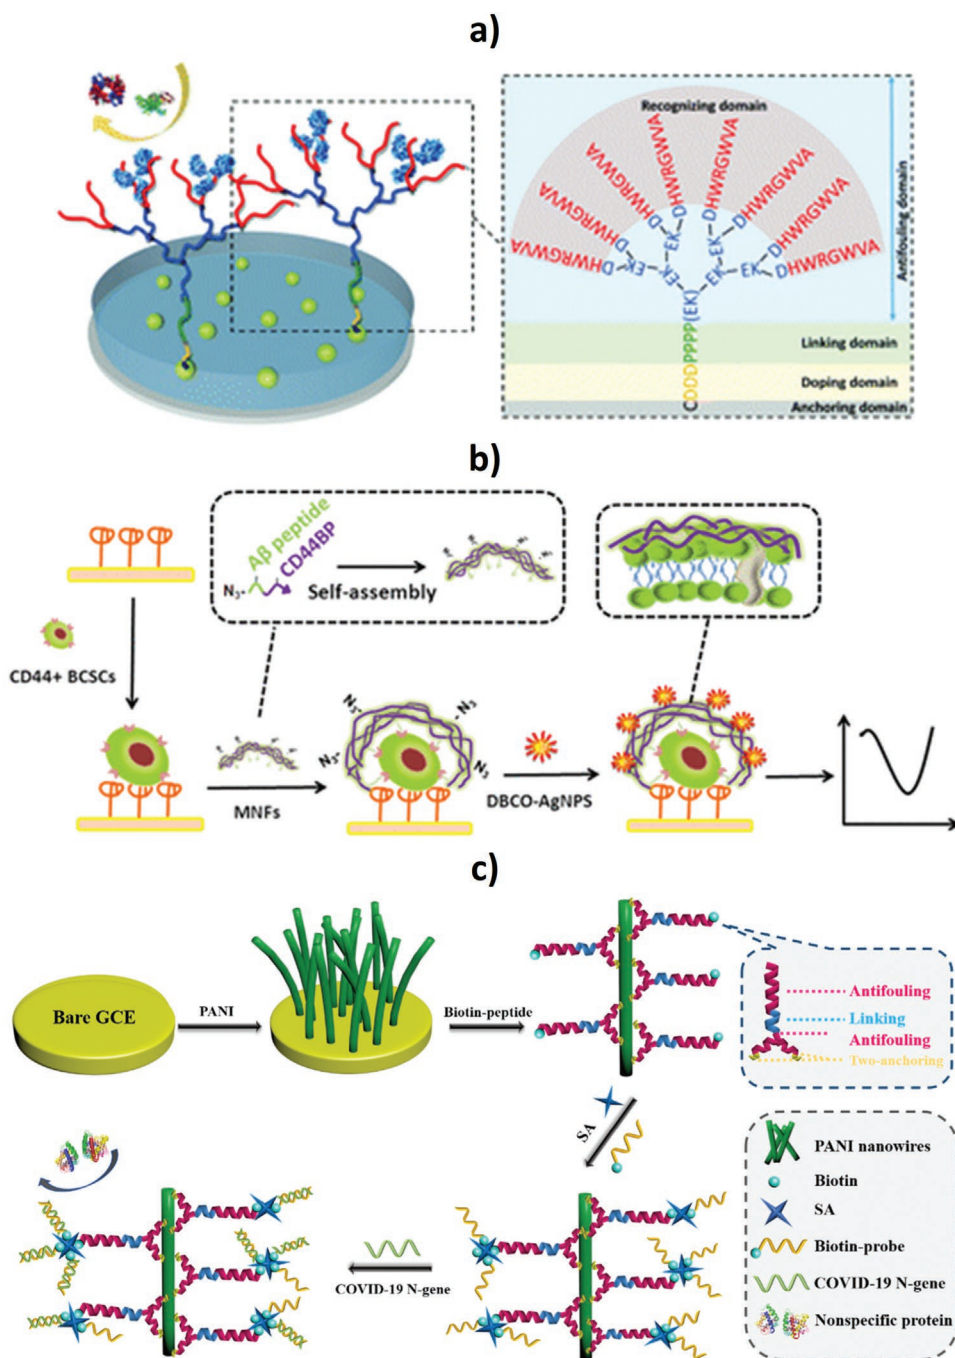 a)
Recognizing domain
DHWRGWVA
DHWRGWVA
DHWRGWVA
DHWRGWVA
DHWRGWVA
DHWRGWVA
DHWRGWVA
DHWRGWVA
EK
EK
EK
EK
EK
EK
CDDDPPPP(EK)
Antifouling domain
Linking domain
Doping domain
Anchoring domain
b)
Aβ peptide
CD44BP
N₃
Self-assembly
CD44+ BCSCs
MNFs
N₃
N₃
N₃
N₃
DBCO-AgNPS
c)
Bare GCE
PANI
Biotin-peptide
Antifouling
Linking
Antifouling
Two-anchoring
SA
COVID-19 N-gene
PANI nanowires
Biotin
SA
Biotin-probe
COVID-19 N-gene
Nonspecific protein